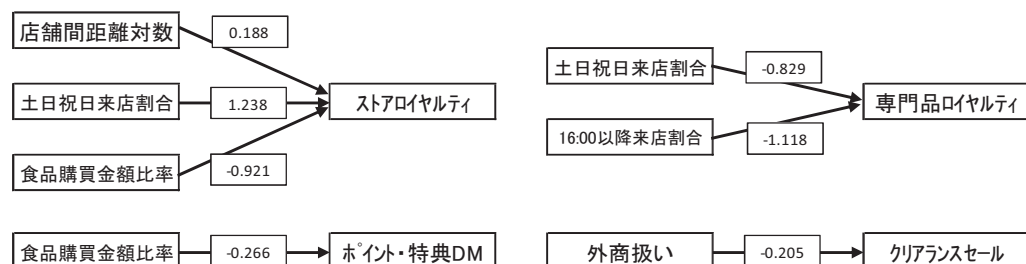 店舗間距離対数
0.188
土日祝日来店割合
1.238
ストアロイヤルティ
食品購買金額比率
-0.921
土日祝日来店割合
-0.829
専門品ロイヤルティ
16:00以降来店割合
-1.118
食品購買金額比率
-0.266
ポイント・特典DM
外商扱い
-0.205
クリアランスセール